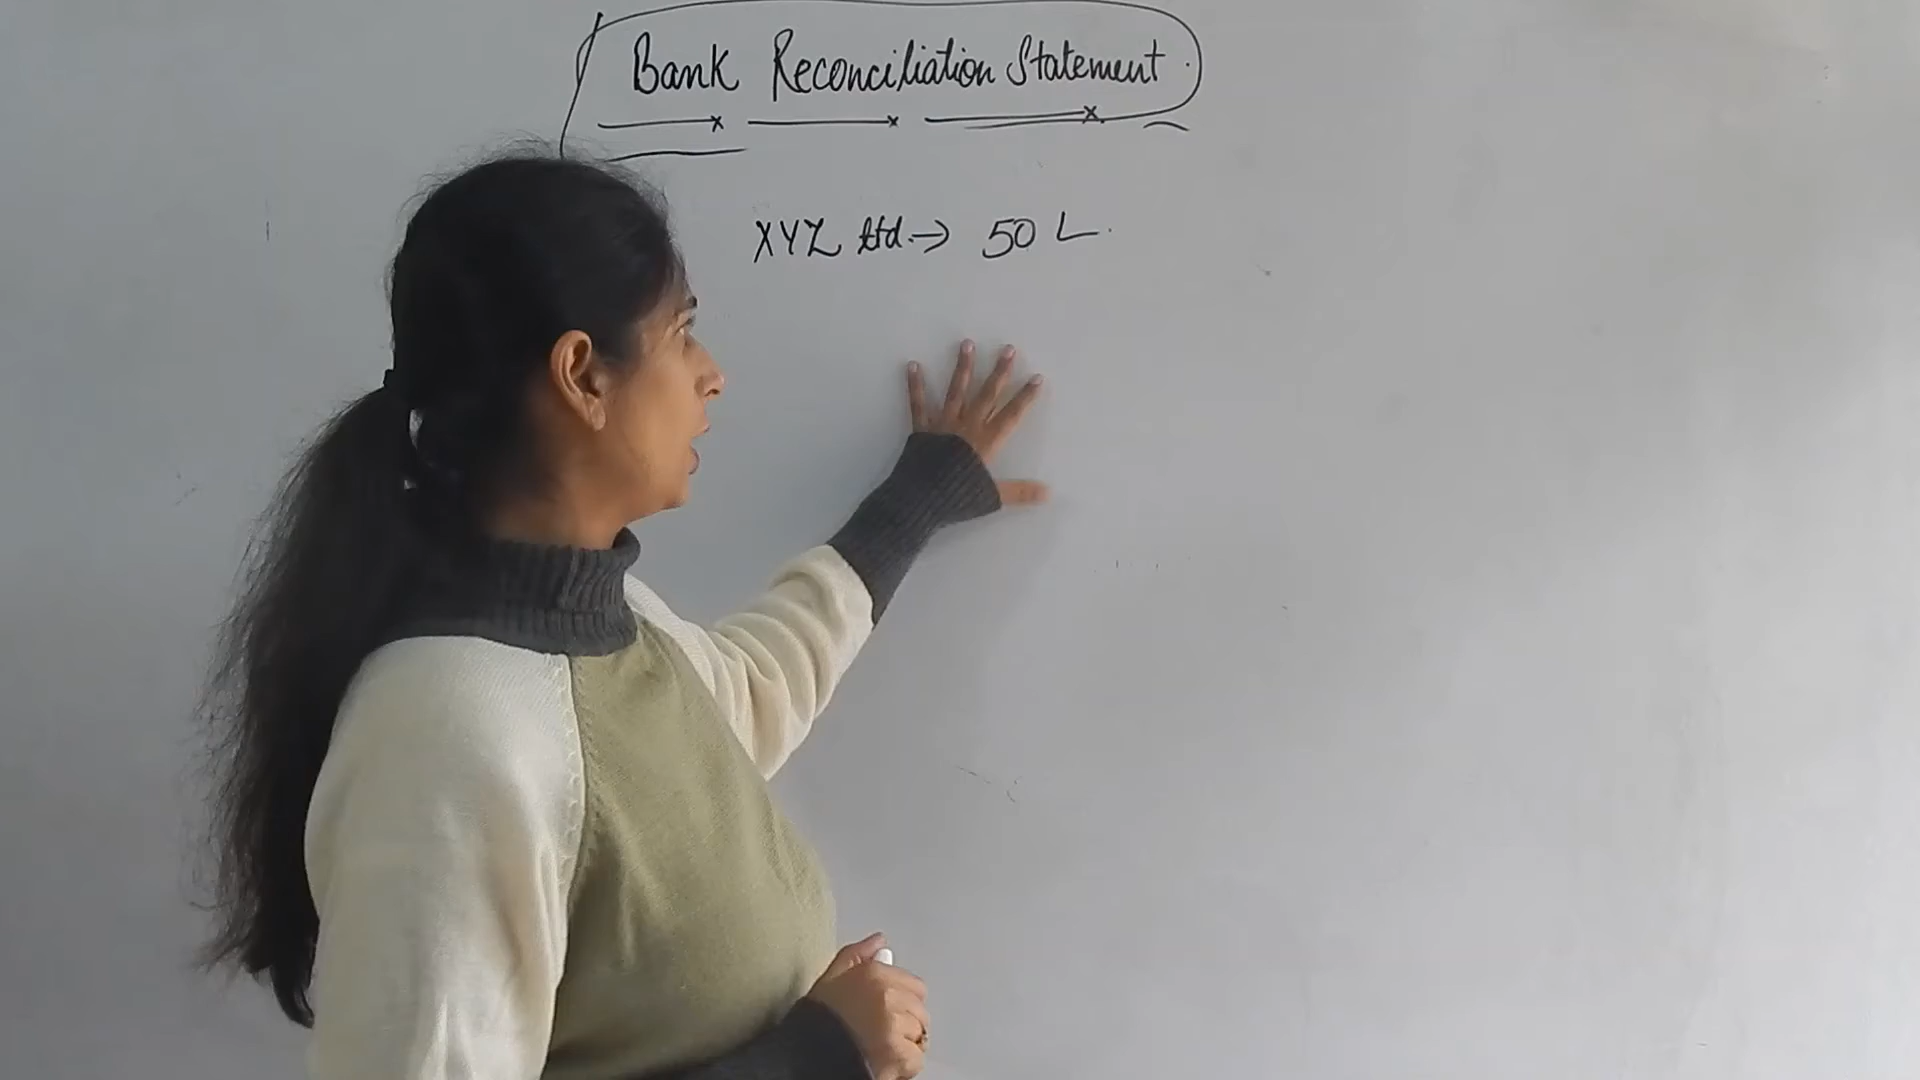 Bank Reconciliation Statement.
XYZ Ltd. → 50 L.